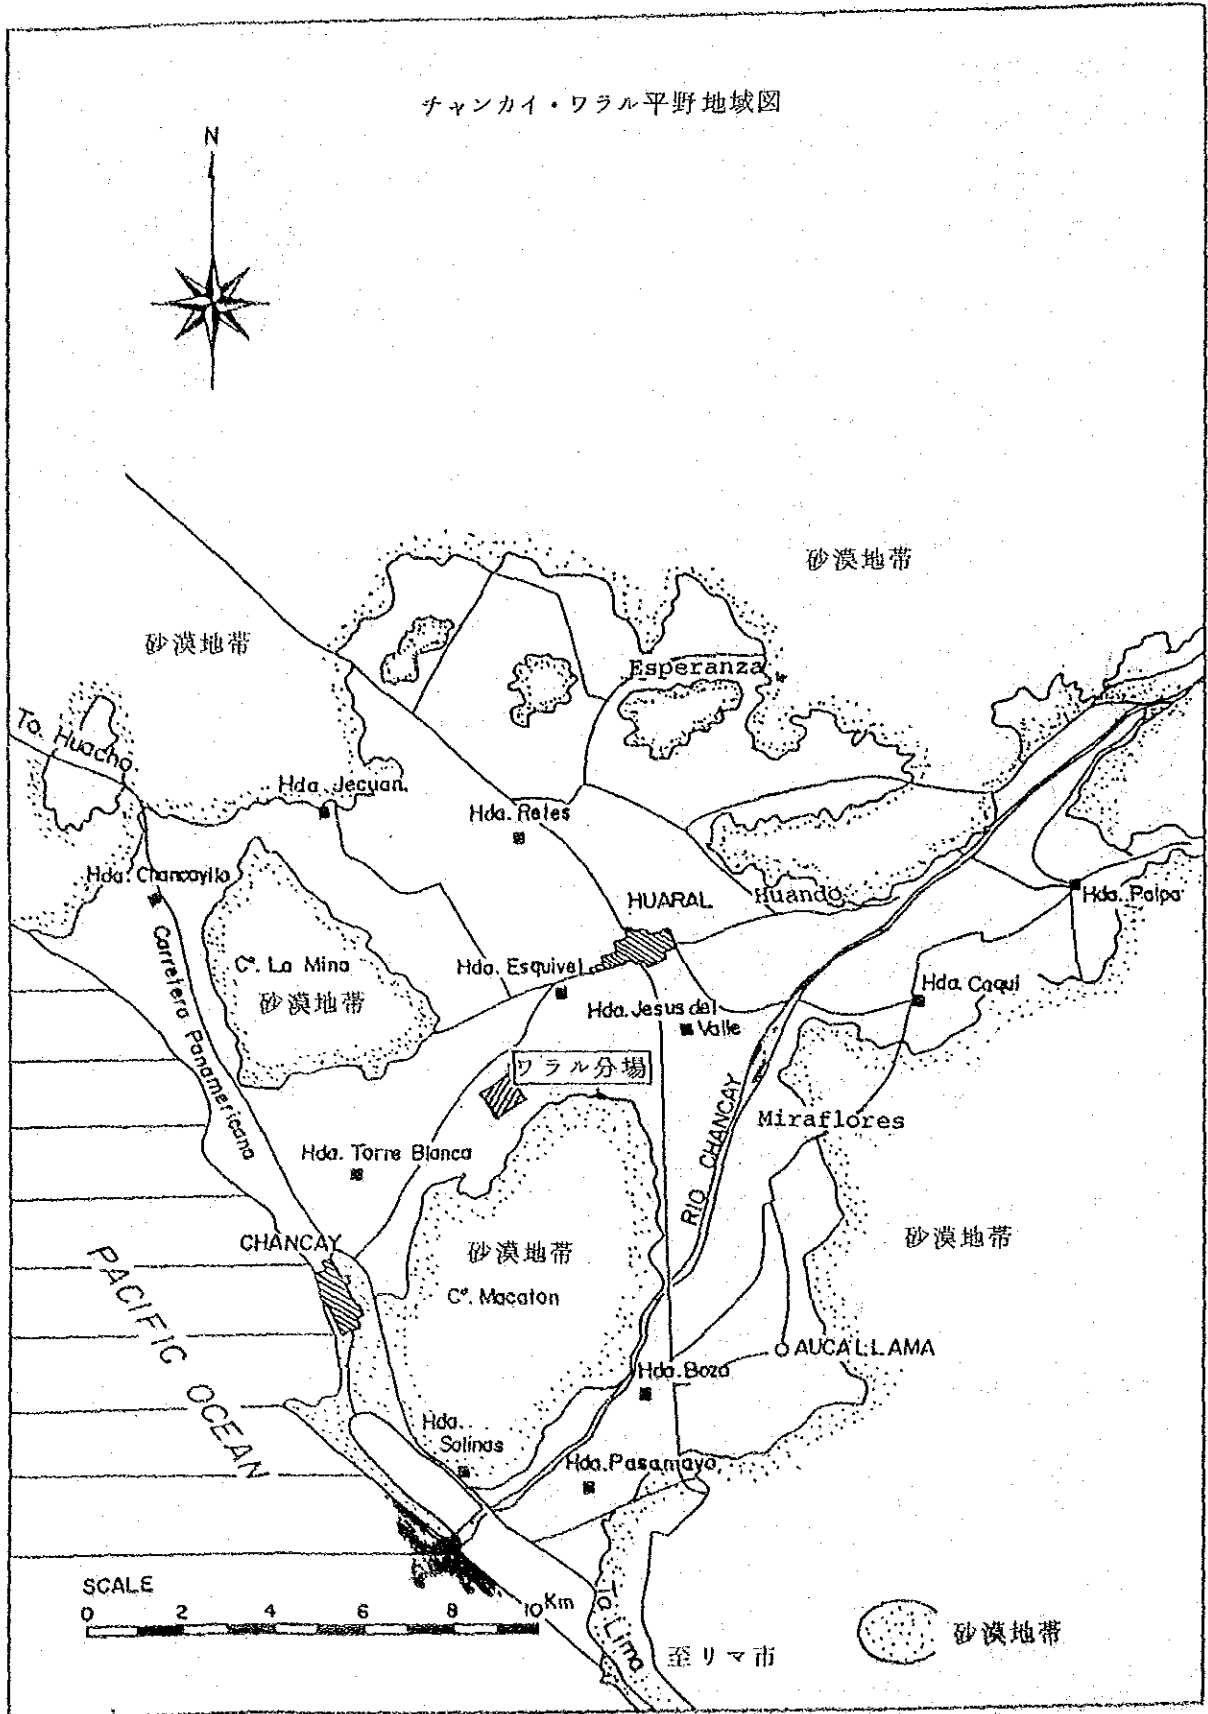 チャンカイ・ワラル平野地域図
N
砂漠地帯
砂漠地帯
Esperanza
To. Huacho
Hda. Jecuan.
Hda. Retes
Hda. Chancayllo
HUARAL
Huando
Hda. Palpa
Cº. La Mina
砂漠地帯
Hda. Esquivel
Hda. Caqui
Hda. Jesus del
Valle
Carretera Panamericana
ワラル分場
RIO CHANCAY
Miraflores
Hda. Torre Blanca
砂漠地帯
CHANCAY
砂漠地帯
Cº. Macaton
PACIFIC OCEAN
AUCALLAMA
Hda. Boza
Hda.
Salinas
Hda. Pasamayo
SCALE
0 2 4 6 8 10 Km
To Lima
至リマ市
砂漠地帯